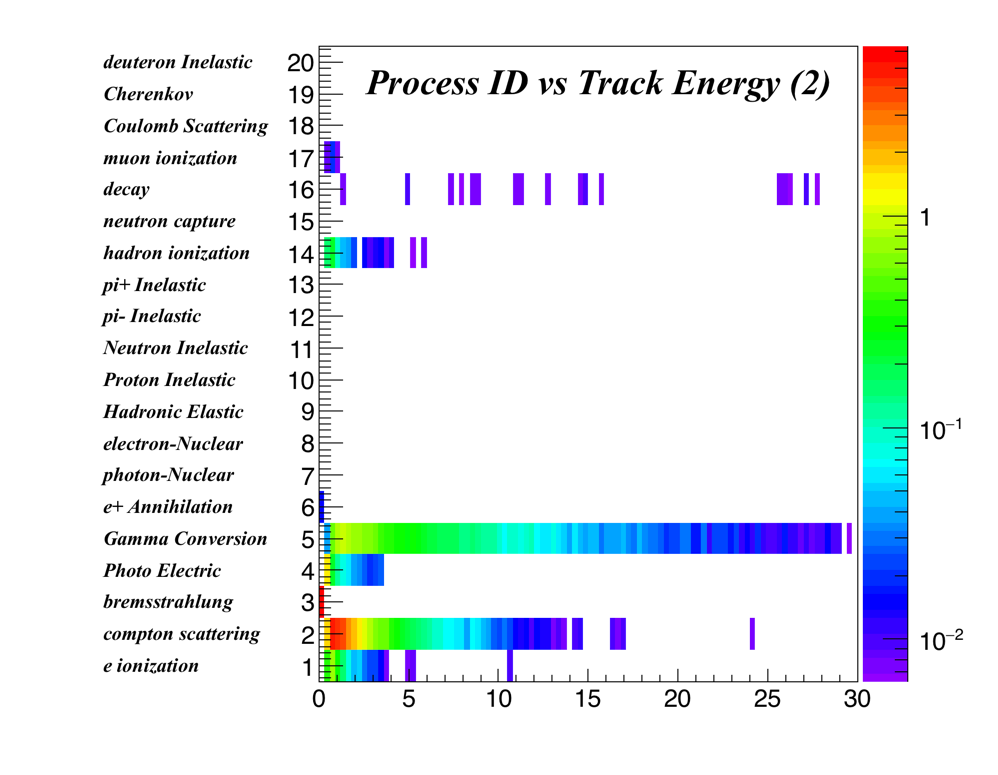 Process ID vs Track Energy (2)
deuteron Inelastic 20
Cherenkov 19
Coulomb Scattering 18
muon ionization 17
decay 16
neutron capture 15
hadron ionization 14
pi+ Inelastic 13
pi- Inelastic 12
Neutron Inelastic 11
Proton Inelastic 10
Hadronic Elastic 9
electron-Nuclear 8
photon-Nuclear 7
e+ Annihilation 6
Gamma Conversion 5
Photo Electric 4
bremsstrahlung 3
compton scattering 2
e ionization 1
0 5 10 15 20 25 30
1
10⁻¹
10⁻²